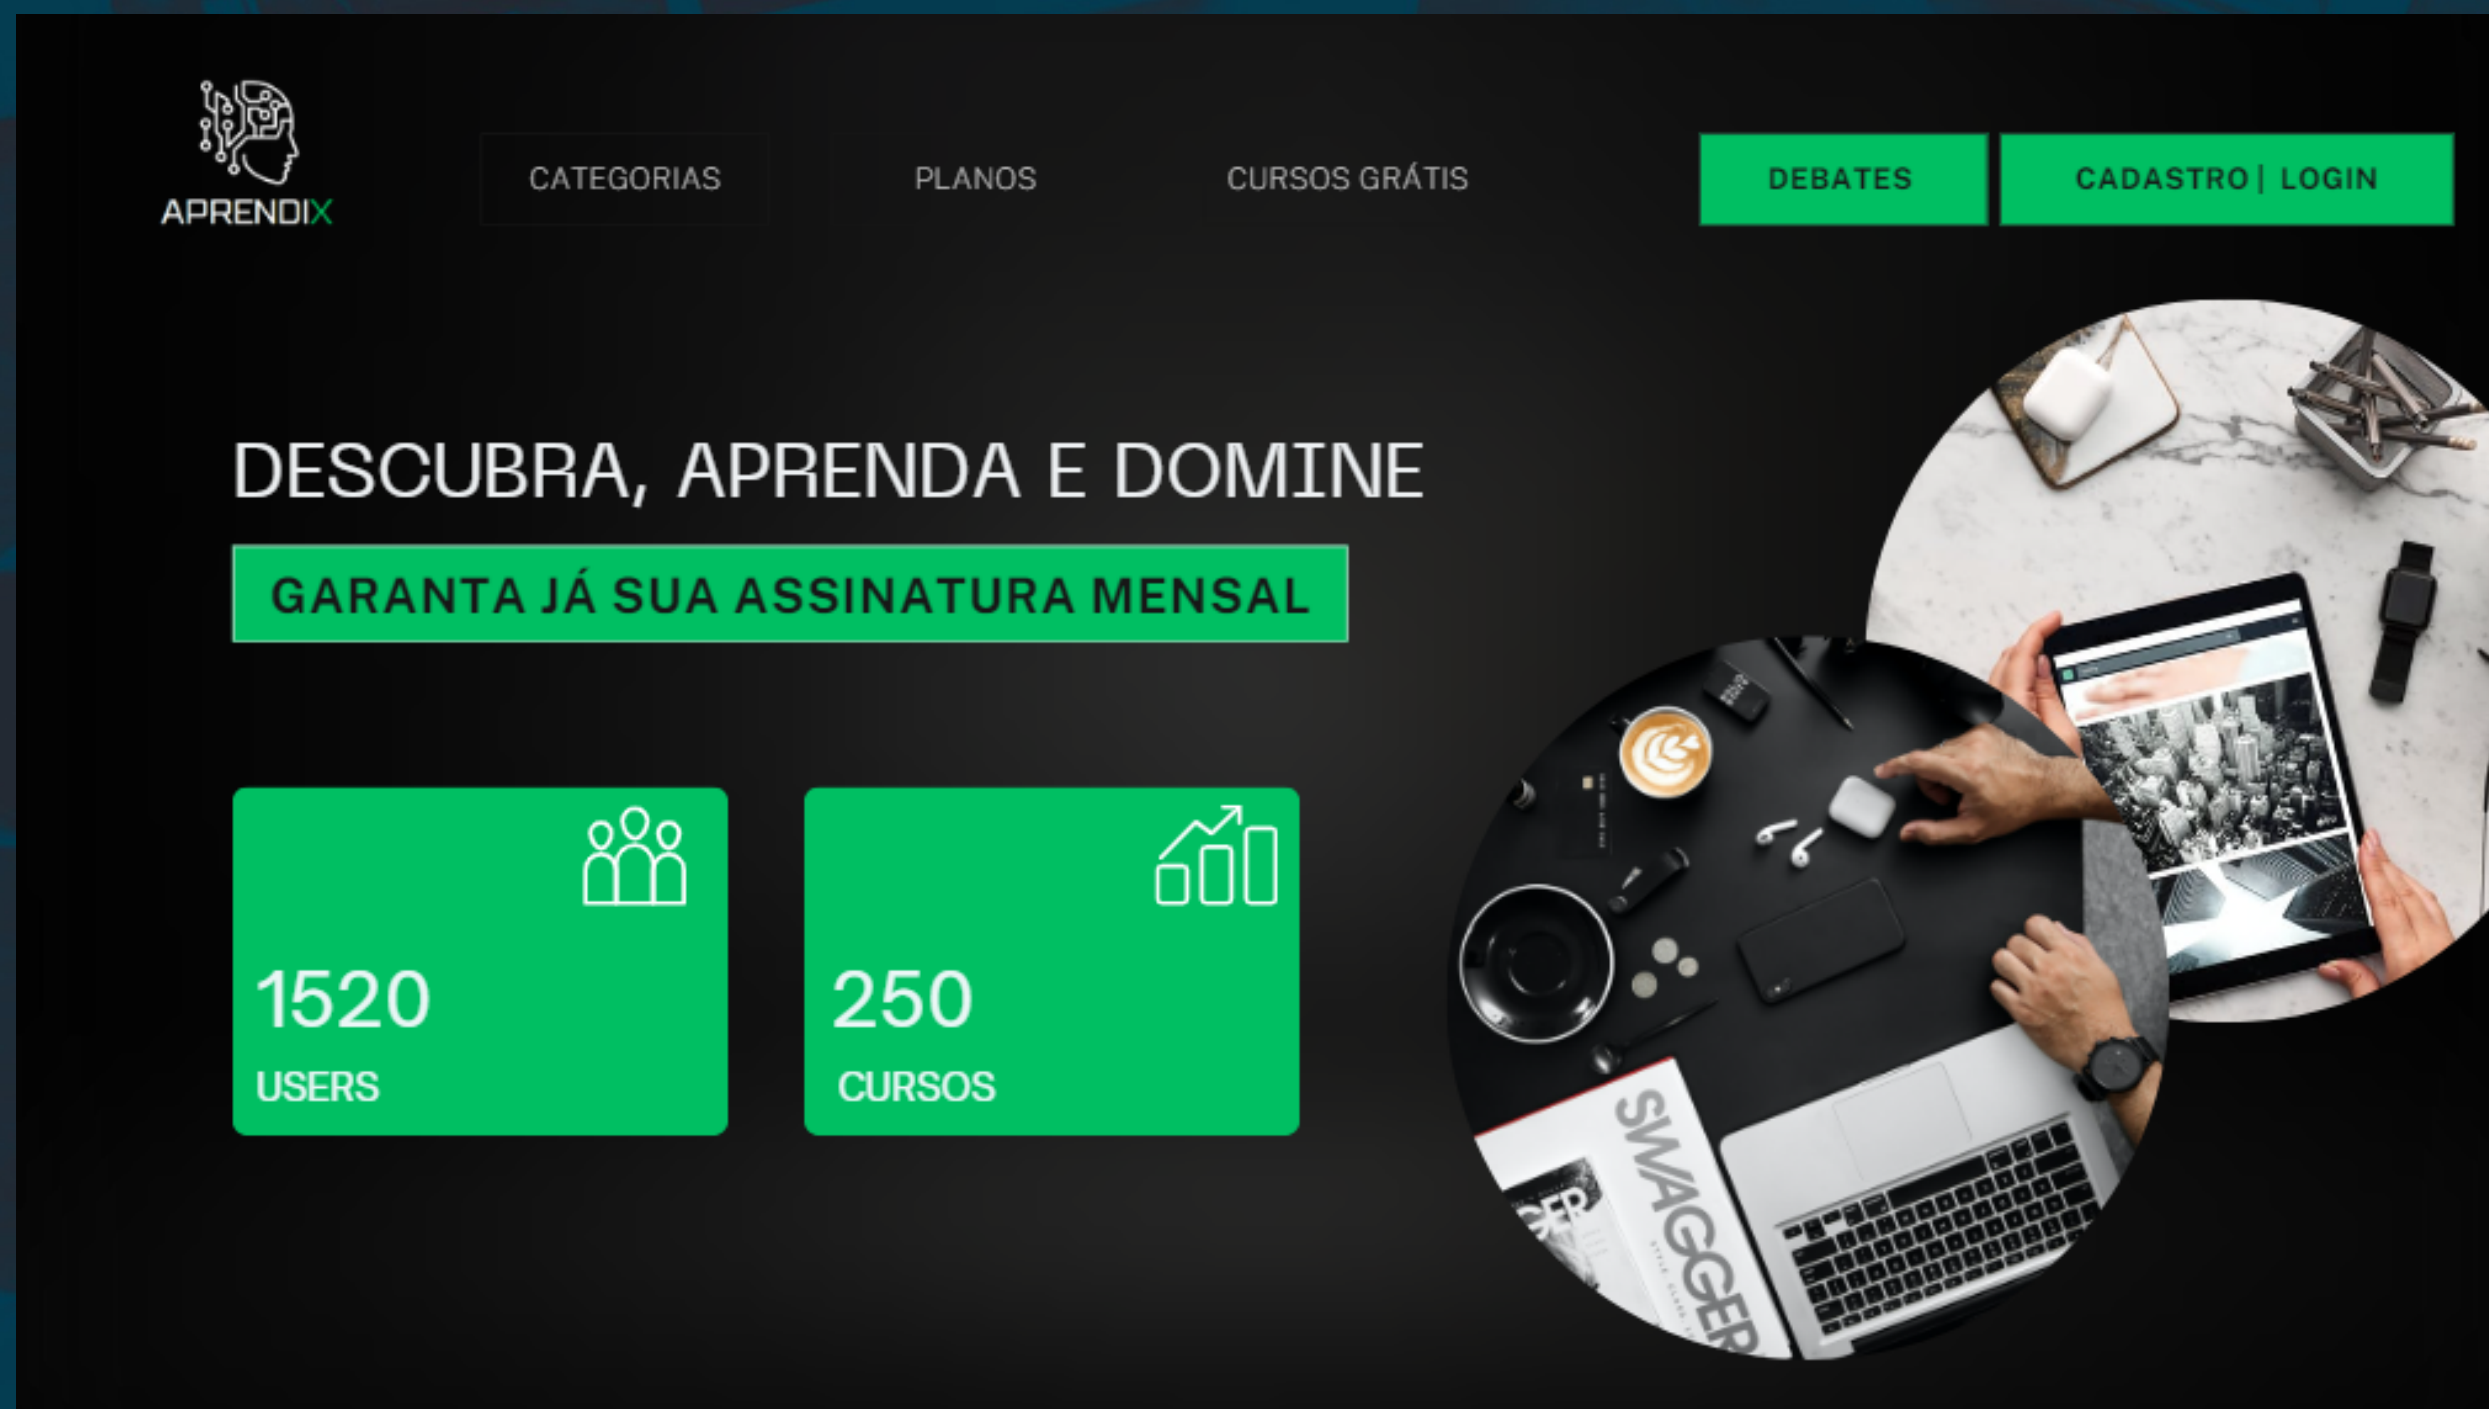 APRENDIX
CATEGORIAS
PLANOS
CURSOS GRÁTIS
DEBATES
CADASTRO | LOGIN
DESCUBRA, APRENDA E DOMINE
GARANTA JÁ SUA ASSINATURA MENSAL
1520
USERS
250
CURSOS
SWAGGER